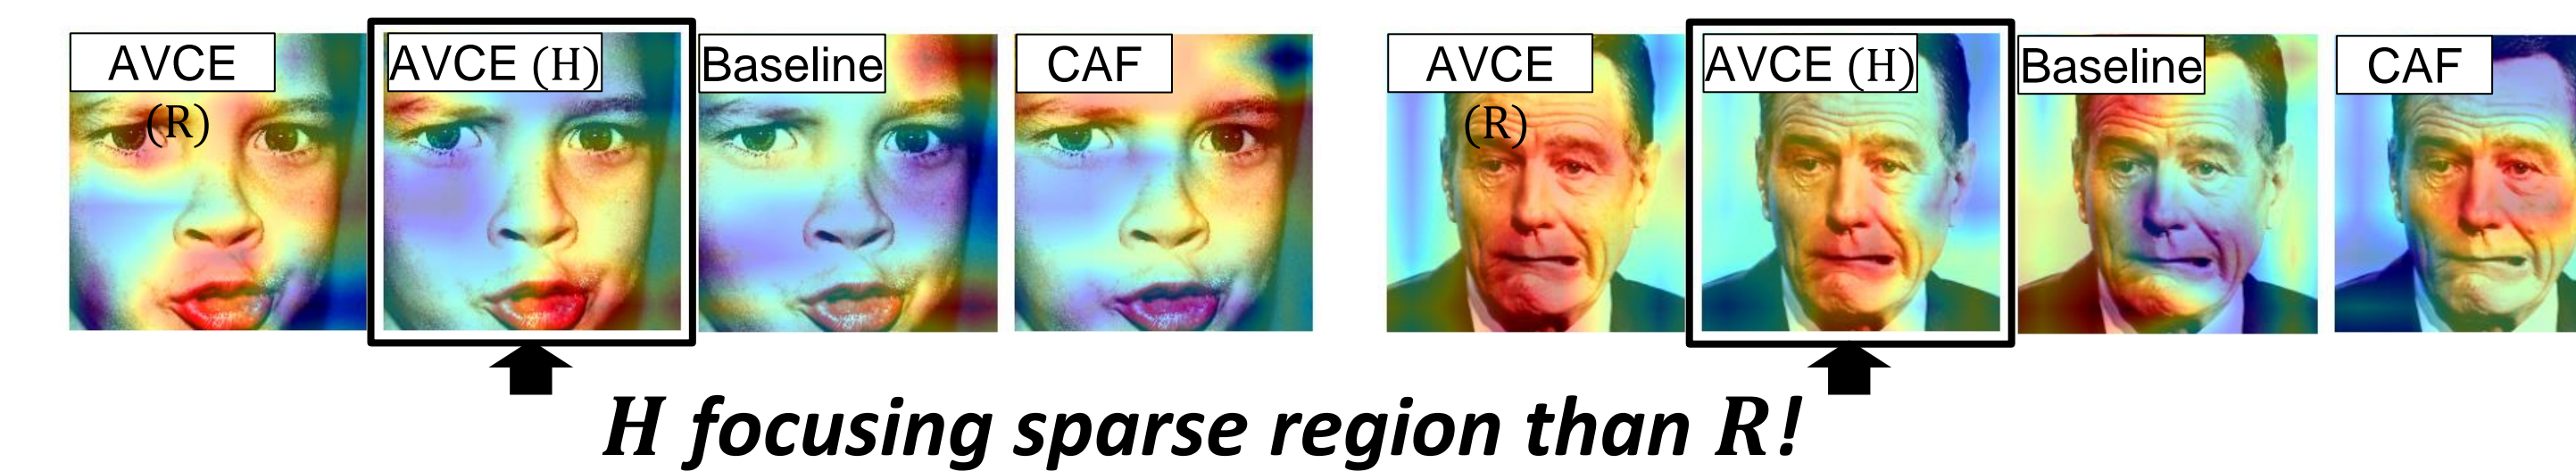 AVCE
(R)
AVCE (H)
Baseline
CAF
AVCE
(R)
AVCE (H)
Baseline
CAF
H focusing sparse region than R!